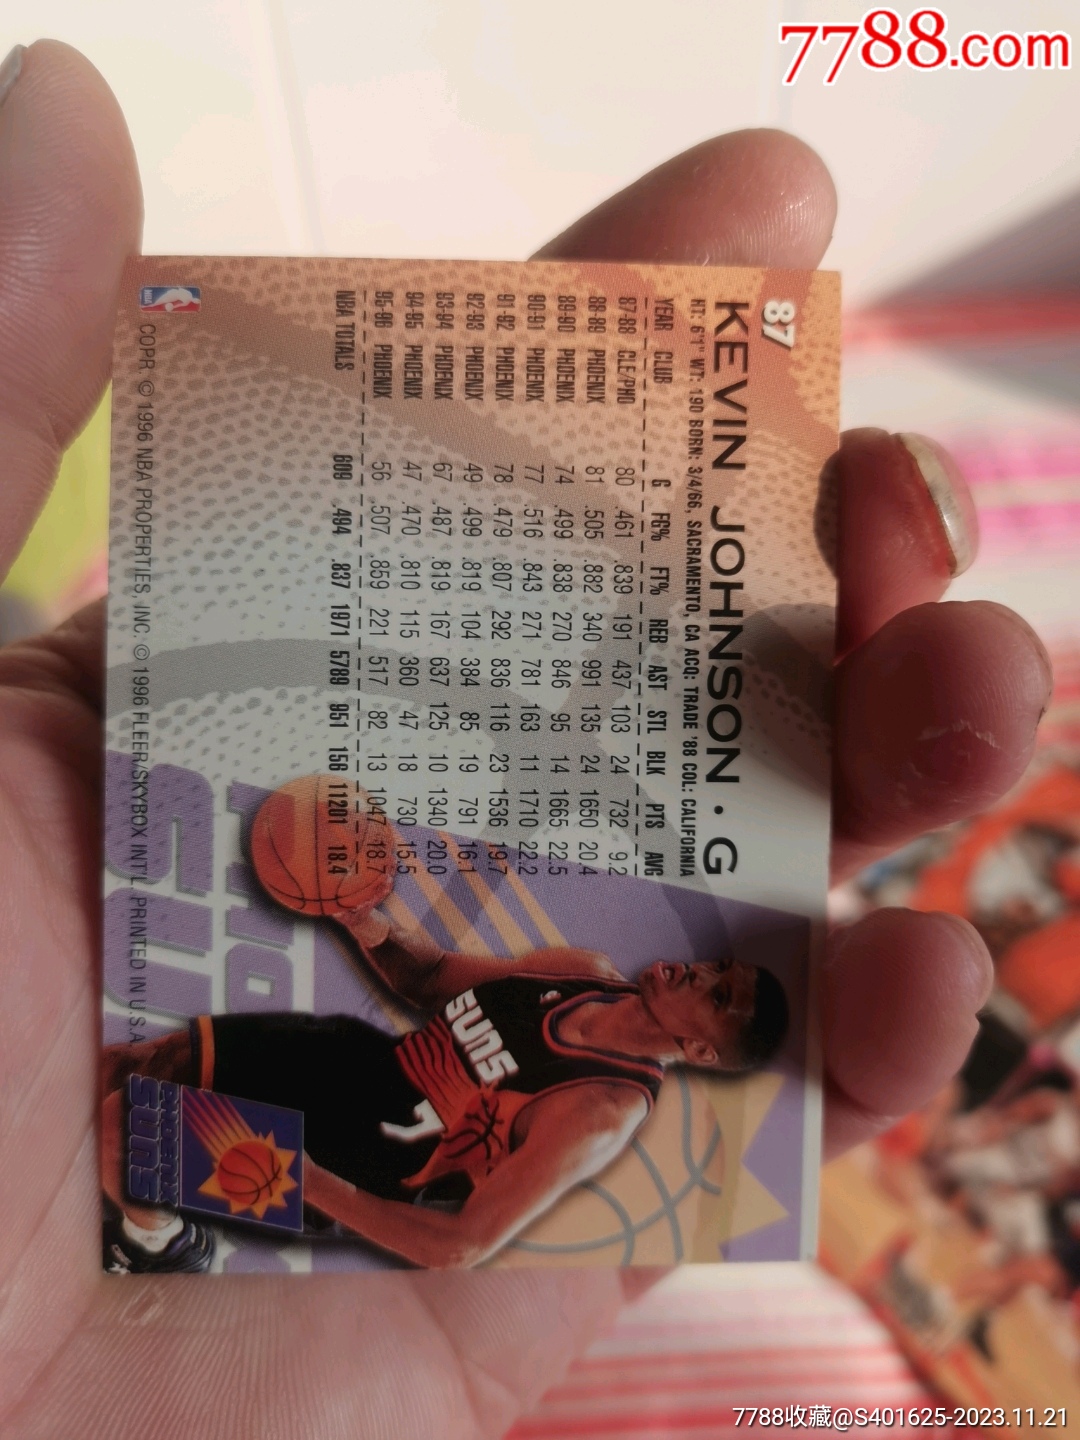 7788.com
87
KEVIN JOHNSON • G
HT: 6'1" WT: 190 BORN: 3/4/66, SACRAMENTO, CA ACQ: TRADE '88 COL: CALIFORNIA
YEAR CLUB G FG% FT% REB AST STL BLK PTS AVG
87-88 CLE/PHO 80 .461 .839 191 437 103 24 732 9.2
88-89 PHOENIX 81 .505 .882 340 991 135 24 1650 20.4
89-90 PHOENIX 74 .499 .838 270 846 95 14 1665 22.5
90-91 PHOENIX 77 .516 .843 271 781 163 11 1710 22.2
91-92 PHOENIX 78 .479 .807 292 836 116 23 1536 19.7
92-93 PHOENIX 49 .499 .819 104 384 85 19 791 16.1
93-94 PHOENIX 67 .487 .819 167 637 125 10 1340 20.0
94-95 PHOENIX 47 .470 .810 115 360 47 18 730 15.5
95-96 PHOENIX 56 .507 .859 221 517 82 13 1047 18.7
NBA TOTALS 609 .494 .837 1971 5789 951 156 11201 18.4
SUNS
7
PHOENIX
SUNS
NBA
COPR. © 1996 NBA PROPERTIES, INC. © 1996 FLEER/SKYBOX INT'L. PRINTED IN U.S.A
7788收藏@S401625-2023.11.21